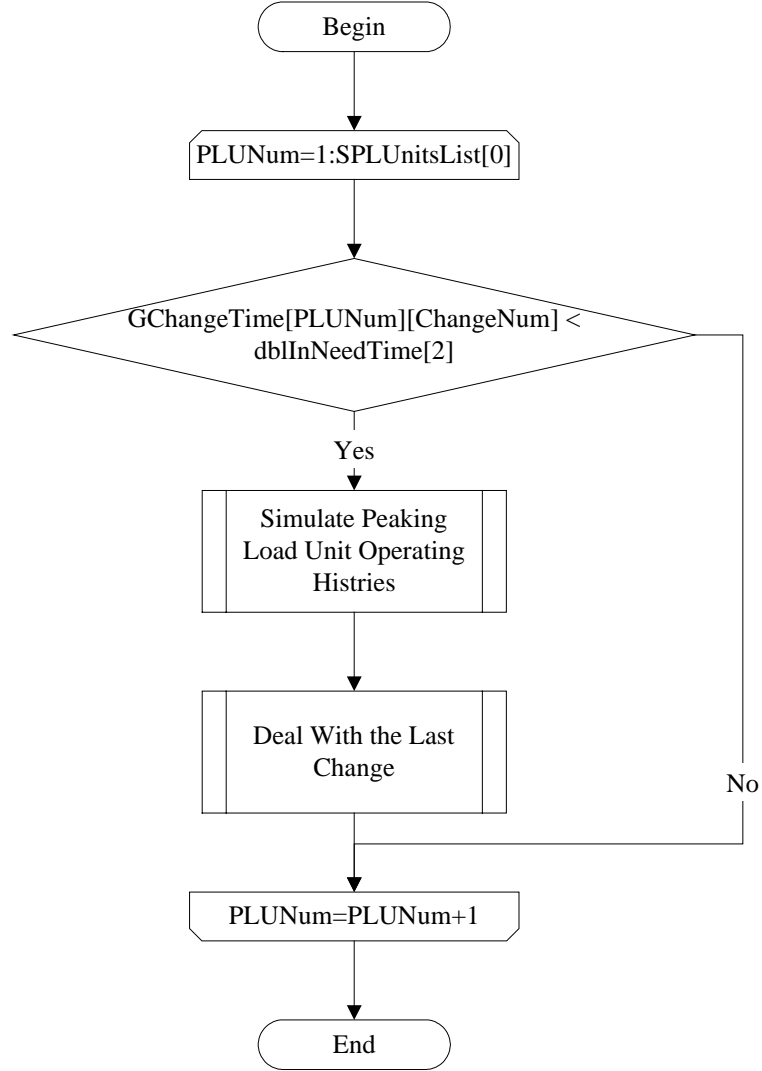 Begin
PLUNum=1:SPLUnitsList[0]
GChangeTime[PLUNum][ChangeNum] <
dblInNeedTime[2]
Yes
Simulate Peaking
Load Unit Operating
Histries
Deal With the Last
Change
No
PLUNum=PLUNum+1
End